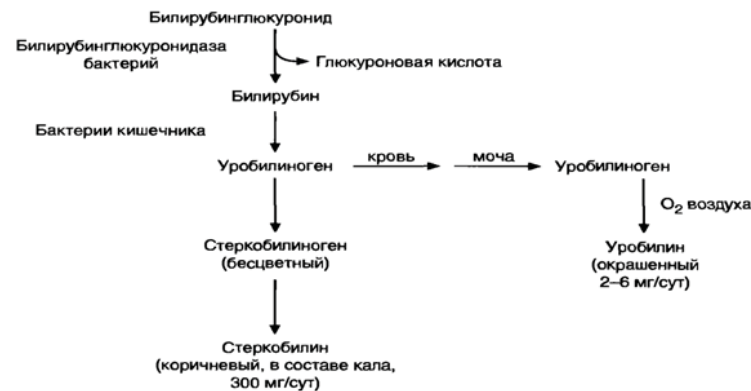 Билирубинглюкуронид
Билирубинглюкуронидаза
бактерий
Глюкуроновая кислота
Билирубин
Бактерии кишечника
Уробилиноген
кровь
моча
Уробилиноген
O₂ воздуха
Стеркобилиноген
(бесцветный)
Уробилин
(окрашенный
2–6 мг/сут)
Стеркобилин
(коричневый, в составе кала,
300 мг/сут)